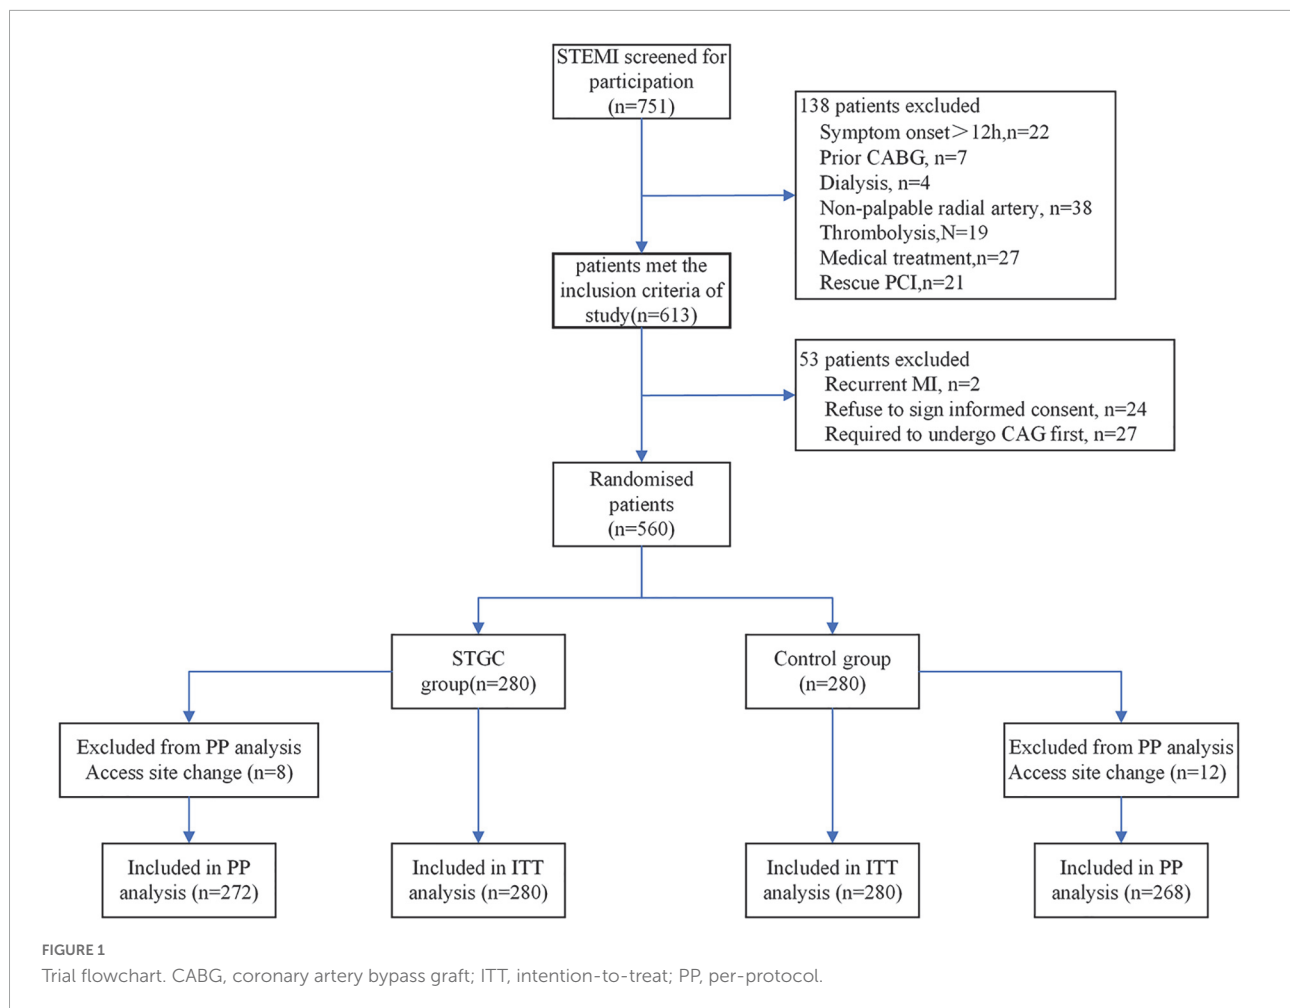 STEMI screened for
participation
(n=751)
138 patients excluded
Symptom onset＞12h,n=22
Prior CABG, n=7
Dialysis, n=4
Non-palpable radial artery, n=38
Thrombolysis,N=19
Medical treatment,n=27
Rescue PCI,n=21
patients met the
inclusion criteria of
study(n=613)
53 patients excluded
Recurrent MI, n=2
Refuse to sign informed consent, n=24
Required to undergo CAG first, n=27
Randomised
patients
(n=560)
STGC
group(n=280)
Control group
(n=280)
Excluded from PP analysis
Access site change (n=8)
Excluded from PP analysis
Access site change (n=12)
Included in PP
analysis (n=272)
Included in ITT
analysis (n=280)
Included in ITT
analysis (n=280)
Included in PP
analysis (n=268)
FIGURE 1
Trial flowchart. CABG, coronary artery bypass graft; ITT, intention-to-treat; PP, per-protocol.